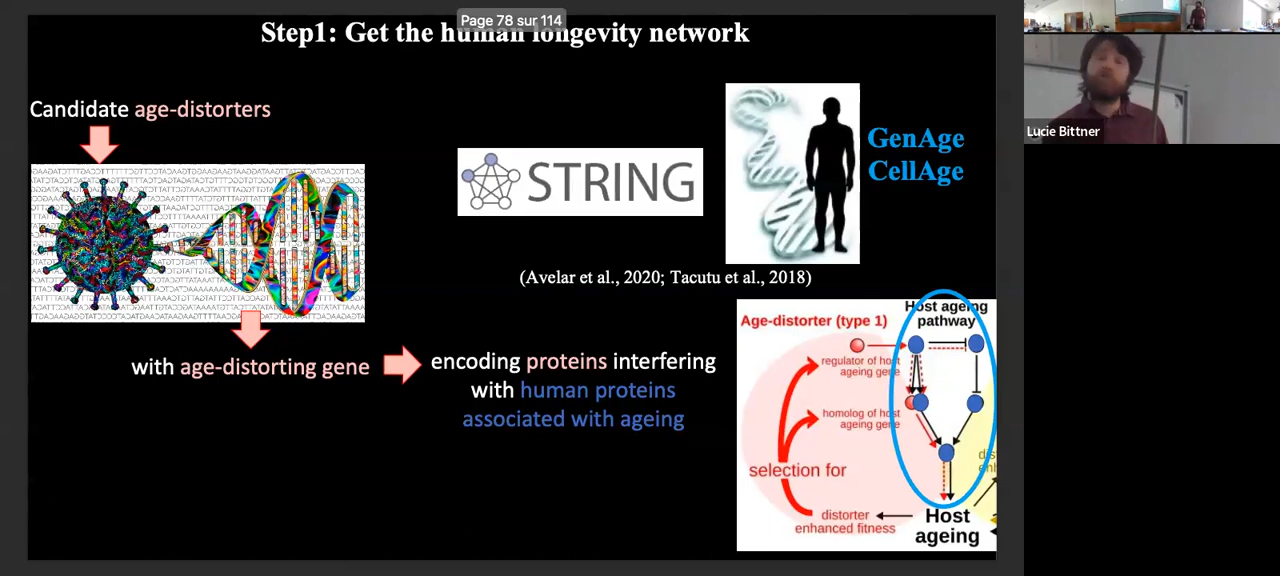 Page 78 sur 114
Step1: Get the human longevity network
Candidate age-distorters
STRING
GenAge
CellAge
(Avelar et al., 2020; Tacutu et al., 2018)
with age-distorting gene
encoding proteins interfering
with human proteins
associated with ageing
Age-distorter (type 1)
Host ageing
pathway
regulator of host
ageing gene
homolog of host
ageing gene
selection for
distorter
enhanced fitness
Host
ageing
Lucie Bittner